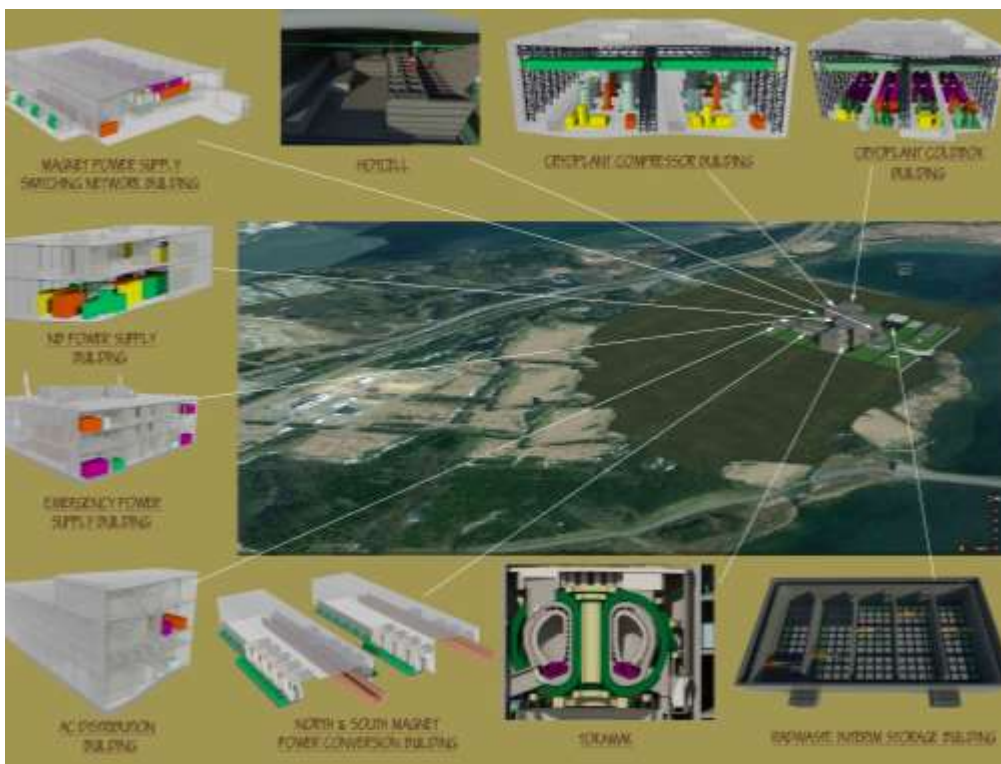 MAGNET POWER SUPPLY
SWITCHING NETWORK BUILDING
HOTCELL
CRYOPLANT COMPRESSOR BUILDING
CRYOPLANT COLDBOX
BUILDING
NB POWER SUPPLY
BUILDING
EMERGENCY POWER
SUPPLY BUILDING
AC DISTRIBUTION
BUILDING
NORTH & SOUTH MAGNET
POWER CONVERSION BUILDING
TOKAMAK
RADWASTE INTERIM STORAGE BUILDING